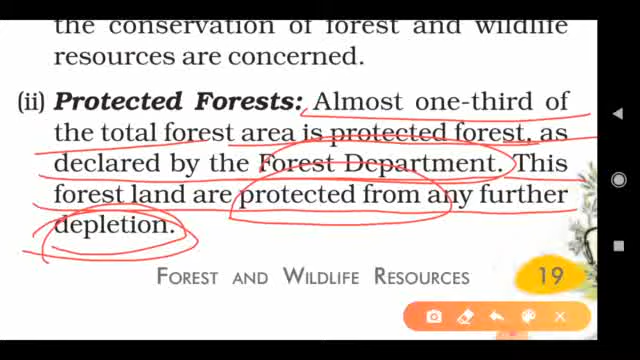 the conservation of forest and wildlife
resources are concerned.
(ii) Protected Forests: Almost one-third of
the total forest area is protected forest, as
declared by the Forest Department. This
forest land are protected from any further
depletion.
FOREST AND WILDLIFE RESOURCES 19